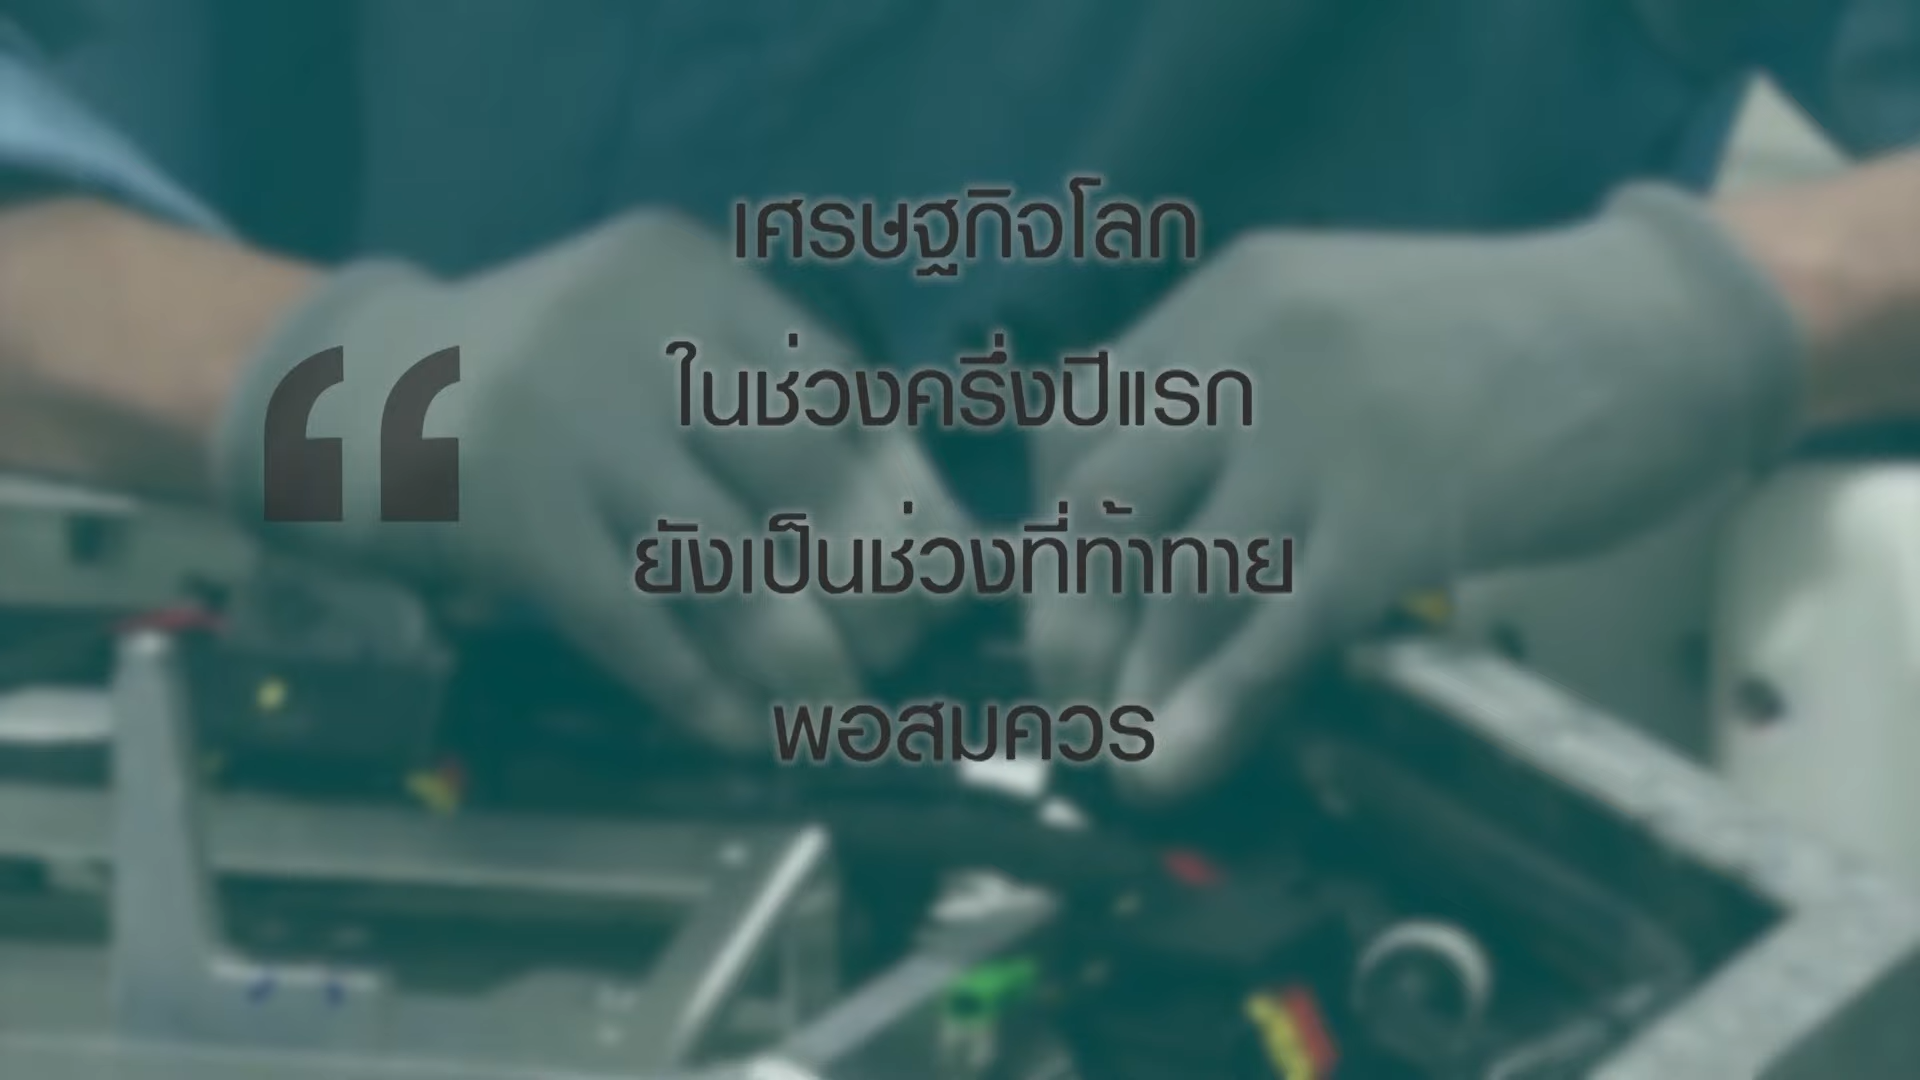 “
เศรษฐกิจโลก
ในช่วงครึ่งปีแรก
ยังเป็นช่วงที่ท้าทาย
พอสมควร